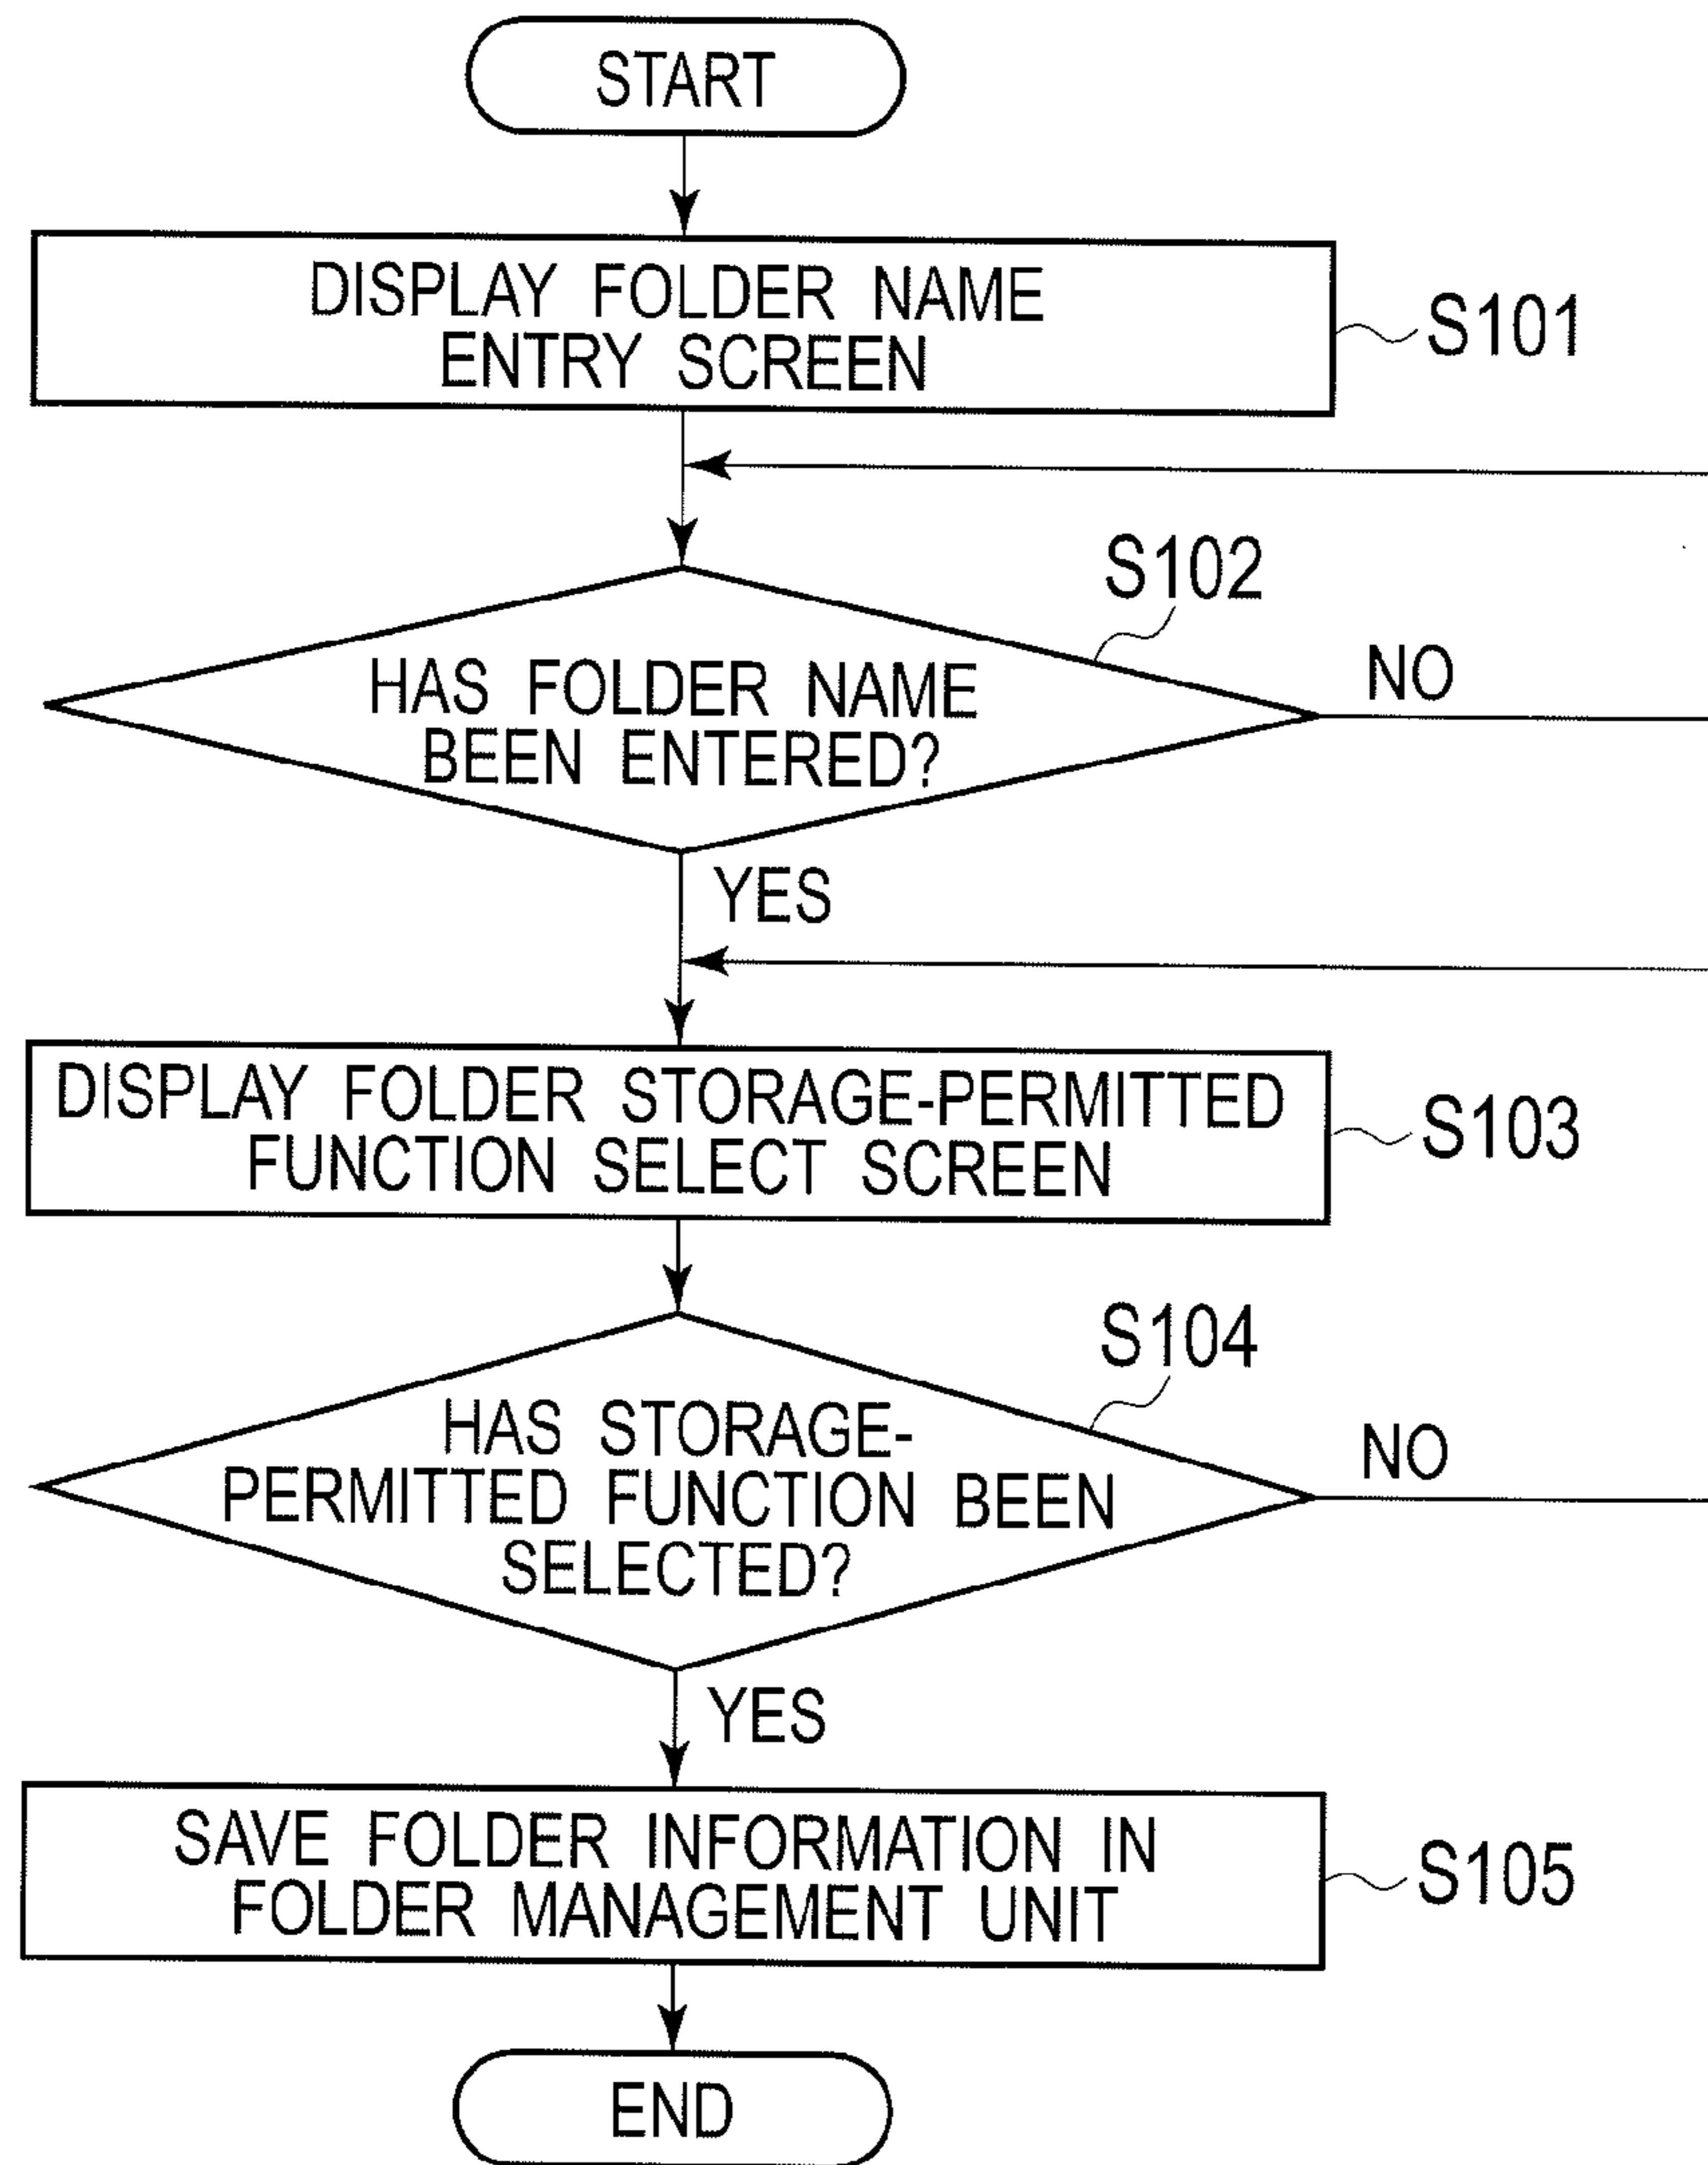 START
DISPLAY FOLDER NAME
ENTRY SCREEN
S101
S102
HAS FOLDER NAME
BEEN ENTERED?
NO
YES
DISPLAY FOLDER STORAGE-PERMITTED
FUNCTION SELECT SCREEN
S103
S104
HAS STORAGE-
PERMITTED FUNCTION BEEN
SELECTED?
NO
YES
SAVE FOLDER INFORMATION IN
FOLDER MANAGEMENT UNIT
S105
END